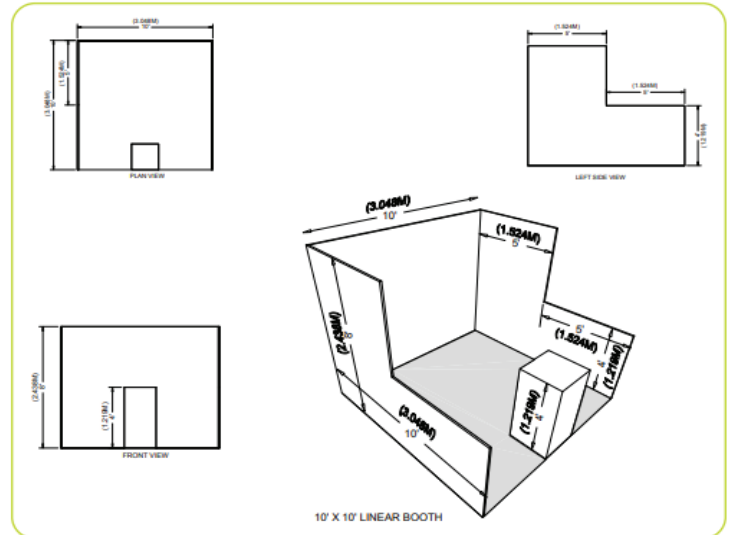 (3.048M)
10'
(1.524M)
5'
(3.048M)
10'
PLAN VIEW
(1.524M)
5'
(1.524M)
5'
4'
(1.219M)
LEFT SIDE VIEW
(2.438M)
8'
(1.219M)
4'
FRONT VIEW
(3.048M)
10'
(1.524M)
5'
(2.438M)
8'
5'
(1.524M)
4'
(1.219M)
(1.219M)
4'
(3.048M)
10'
10' X 10' LINEAR BOOTH